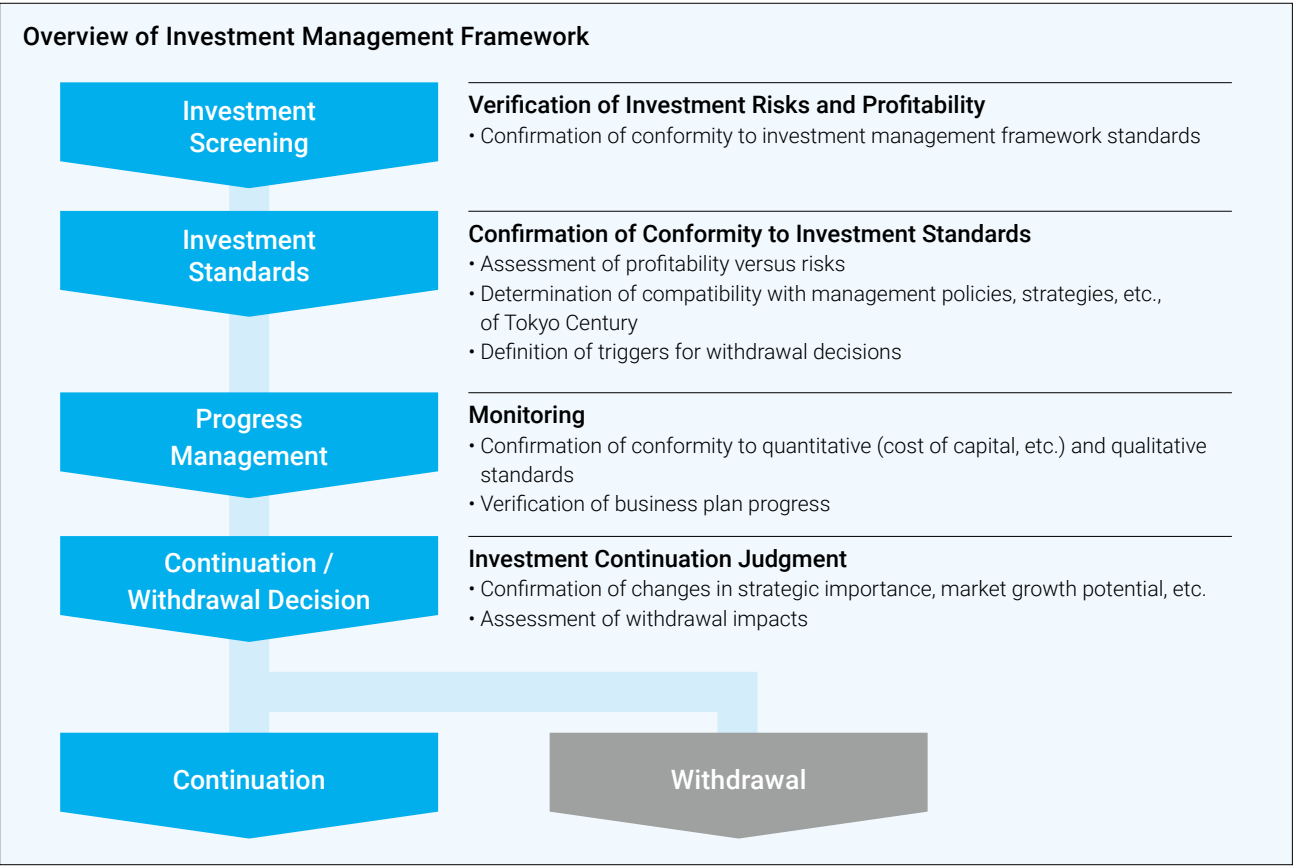 Overview of Investment Management Framework
Investment
Screening
Verification of Investment Risks and Profitability
• Confirmation of conformity to investment management framework standards
Investment
Standards
Confirmation of Conformity to Investment Standards
• Assessment of profitability versus risks
• Determination of compatibility with management policies, strategies, etc.,
of Tokyo Century
• Definition of triggers for withdrawal decisions
Progress
Management
Monitoring
• Confirmation of conformity to quantitative (cost of capital, etc.) and qualitative
standards
• Verification of business plan progress
Continuation /
Withdrawal Decision
Investment Continuation Judgment
• Confirmation of changes in strategic importance, market growth potential, etc.
• Assessment of withdrawal impacts
Continuation
Withdrawal